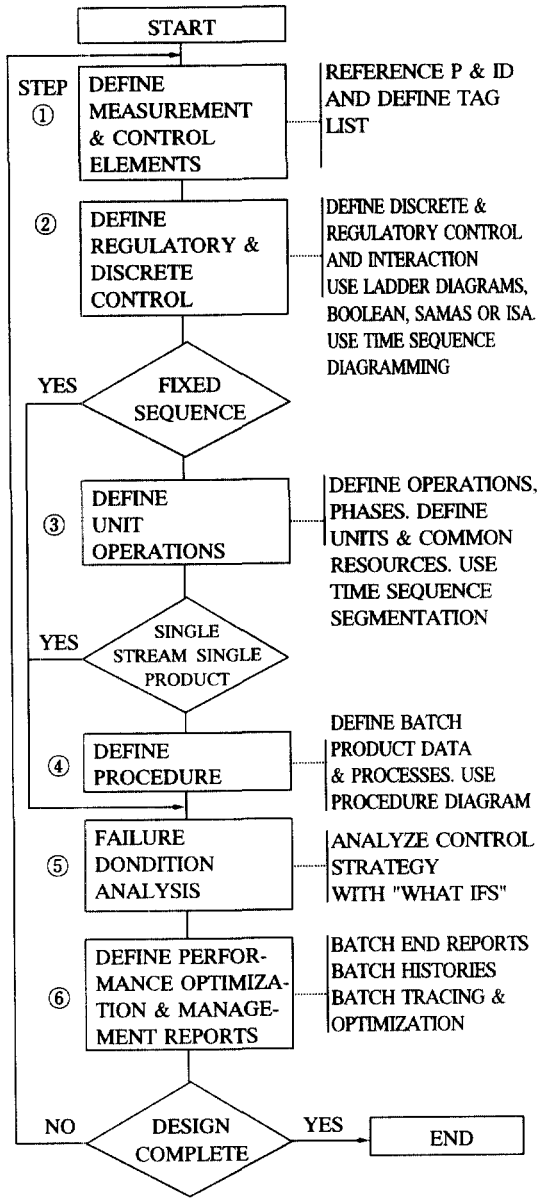 START
STEP
①
DEFINE
MEASUREMENT
& CONTROL
ELEMENTS
REFERENCE P & ID
AND DEFINE TAG
LIST
②
DEFINE
REGULATORY &
DISCRETE
CONTROL
DEFINE DISCRETE &
REGULATORY CONTROL
AND INTERACTION
USE LADDER DIAGRAMS,
BOOLEAN, SAMAS OR ISA.
USE TIME SEQUENCE
DIAGRAMMING
YES
FIXED
SEQUENCE
③
DEFINE
UNIT
OPERATIONS
DEFINE OPERATIONS,
PHASES. DEFINE
UNITS & COMMON
RESOURCES. USE
TIME SEQUENCE
SEGMENTATION
YES
SINGLE
STREAM SINGLE
PRODUCT
④
DEFINE
PROCEDURE
DEFINE BATCH
PRODUCT DATA
& PROCESSES. USE
PROCEDURE DIAGRAM
⑤
FAILURE
DONDITION
ANALYSIS
ANALYZE CONTROL
STRATEGY
WITH "WHAT IFS"
⑥
DEFINE PERFOR-
MANCE OPTIMIZA-
TION & MANAGE-
MENT REPORTS
BATCH END REPORTS
BATCH HISTORIES
BATCH TRACING &
OPTIMIZATION
NO
DESIGN
COMPLETE
YES
END